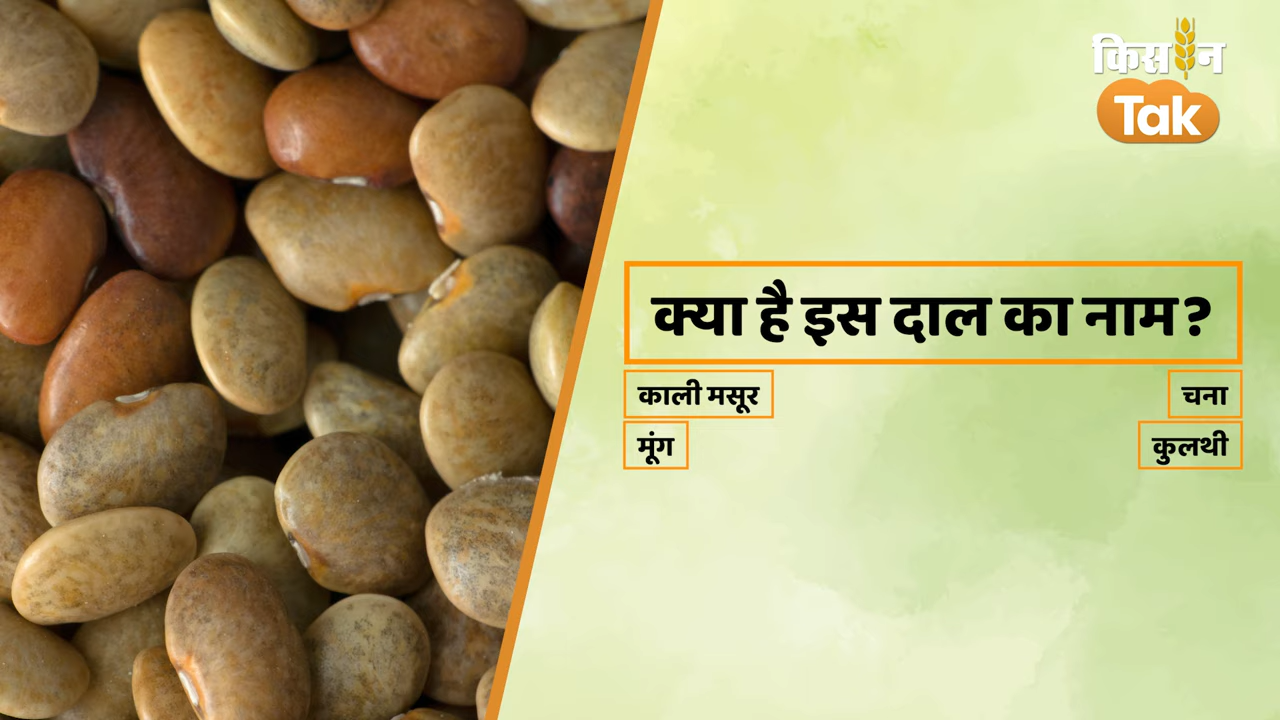 किसान
Tak
क्या है इस दाल का नाम?
काली मसूर
चना
मूंग
कुलथी